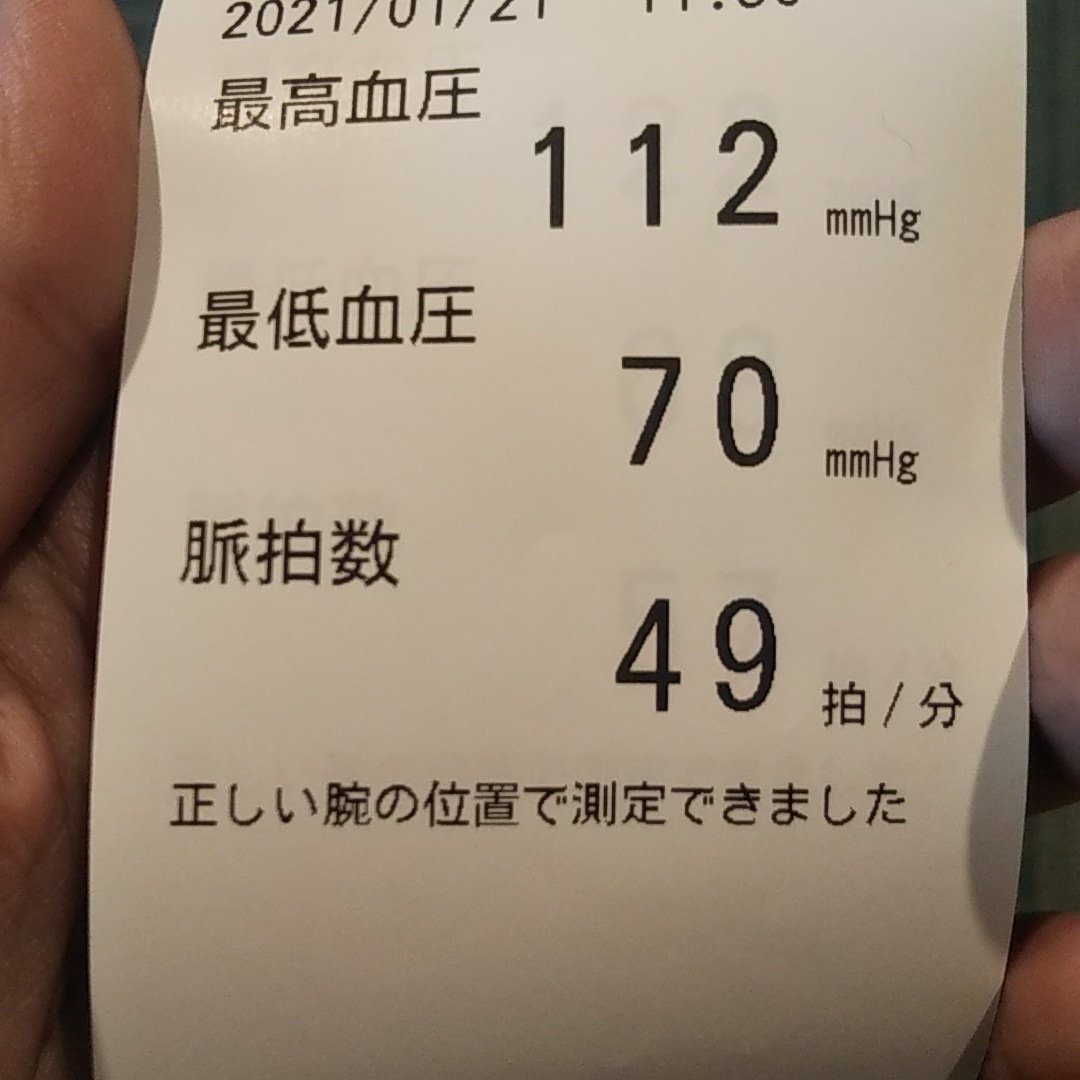 2021/01/21
最高血圧
112 mmHg
最低血圧
70 mmHg
脈拍数
49 拍/分
正しい腕の位置で測定できました